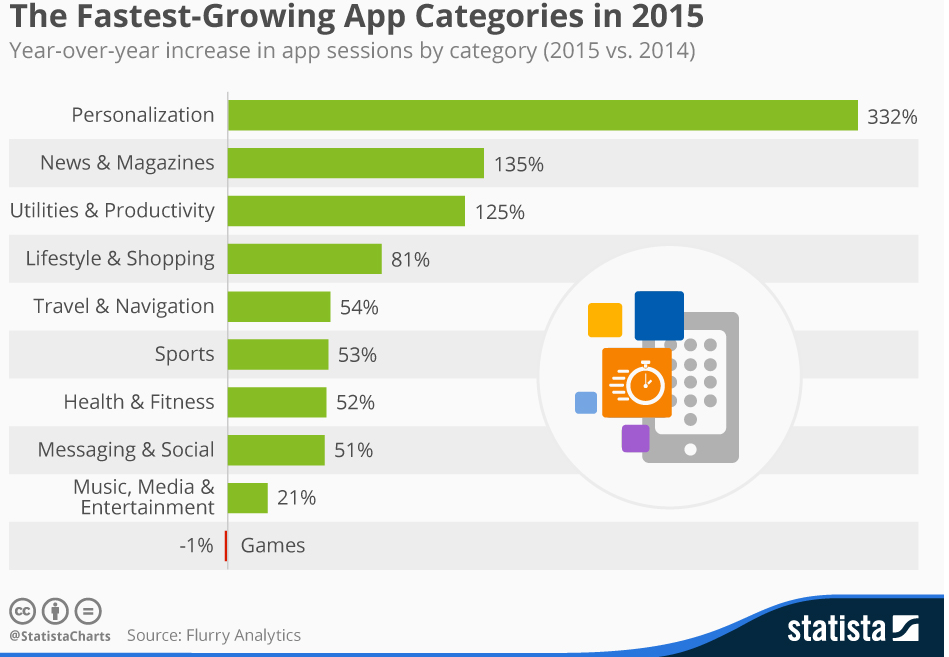 The Fastest-Growing App Categories in 2015
Year-over-year increase in app sessions by category (2015 vs. 2014)
Personalization 332%
News & Magazines 135%
Utilities & Productivity 125%
Lifestyle & Shopping 81%
Travel & Navigation 54%
Sports 53%
Health & Fitness 52%
Messaging & Social 51%
Music, Media &
Entertainment 21%
-1% Games
cc
@StatistaCharts Source: Flurry Analytics
statista